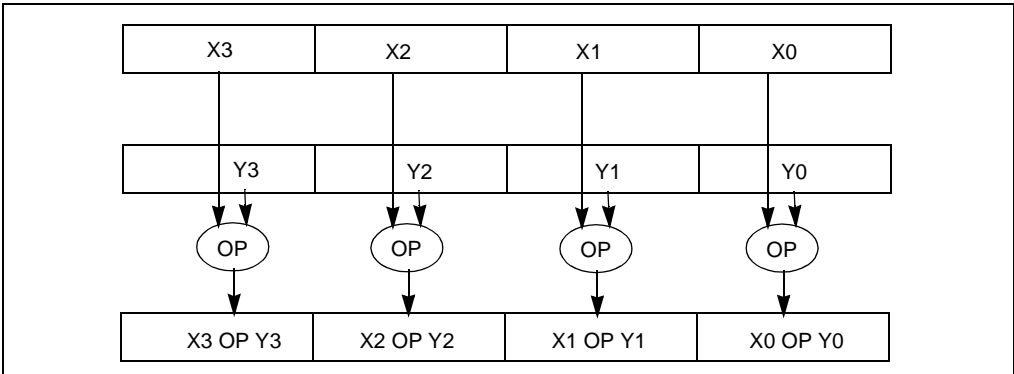 X3 X2 X1 X0
Y3 Y2 Y1 Y0
OP OP OP OP
X3 OP Y3 X2 OP Y2 X1 OP Y1 X0 OP Y0